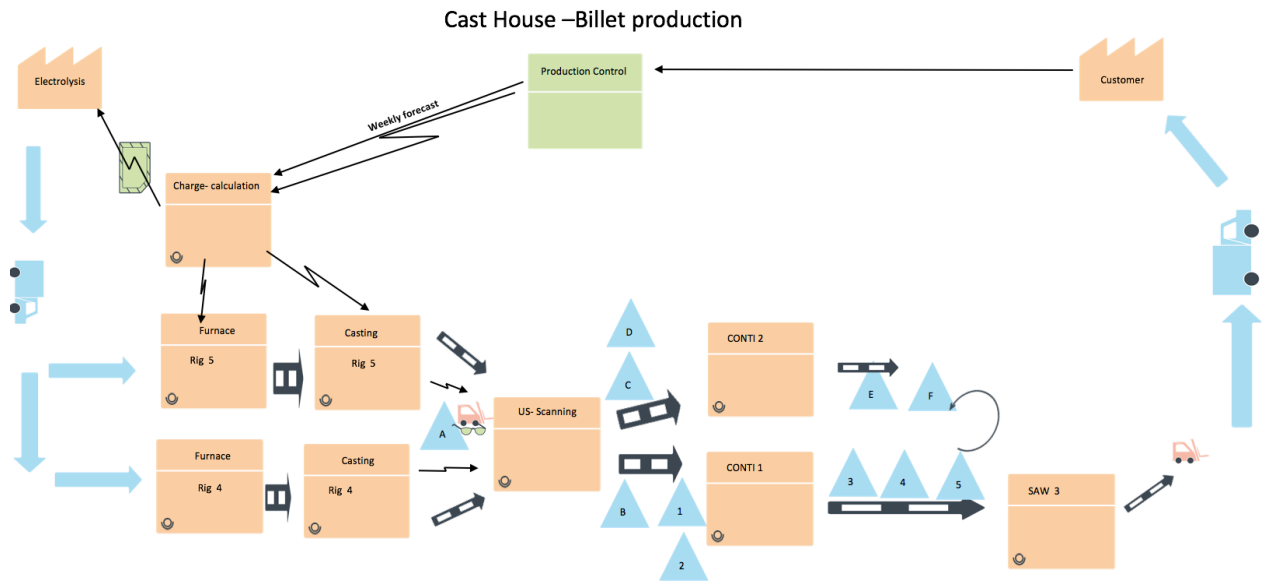 Cast House –Billet production
Electrolysis
Production Control
Customer
Weekly forecast
Charge- calculation
Furnace
Rig 5
Casting
Rig 5
D
C
CONTI 2
E
F
A
US- Scanning
Furnace
Rig 4
Casting
Rig 4
B
1
2
CONTI 1
3
4
5
SAW 3